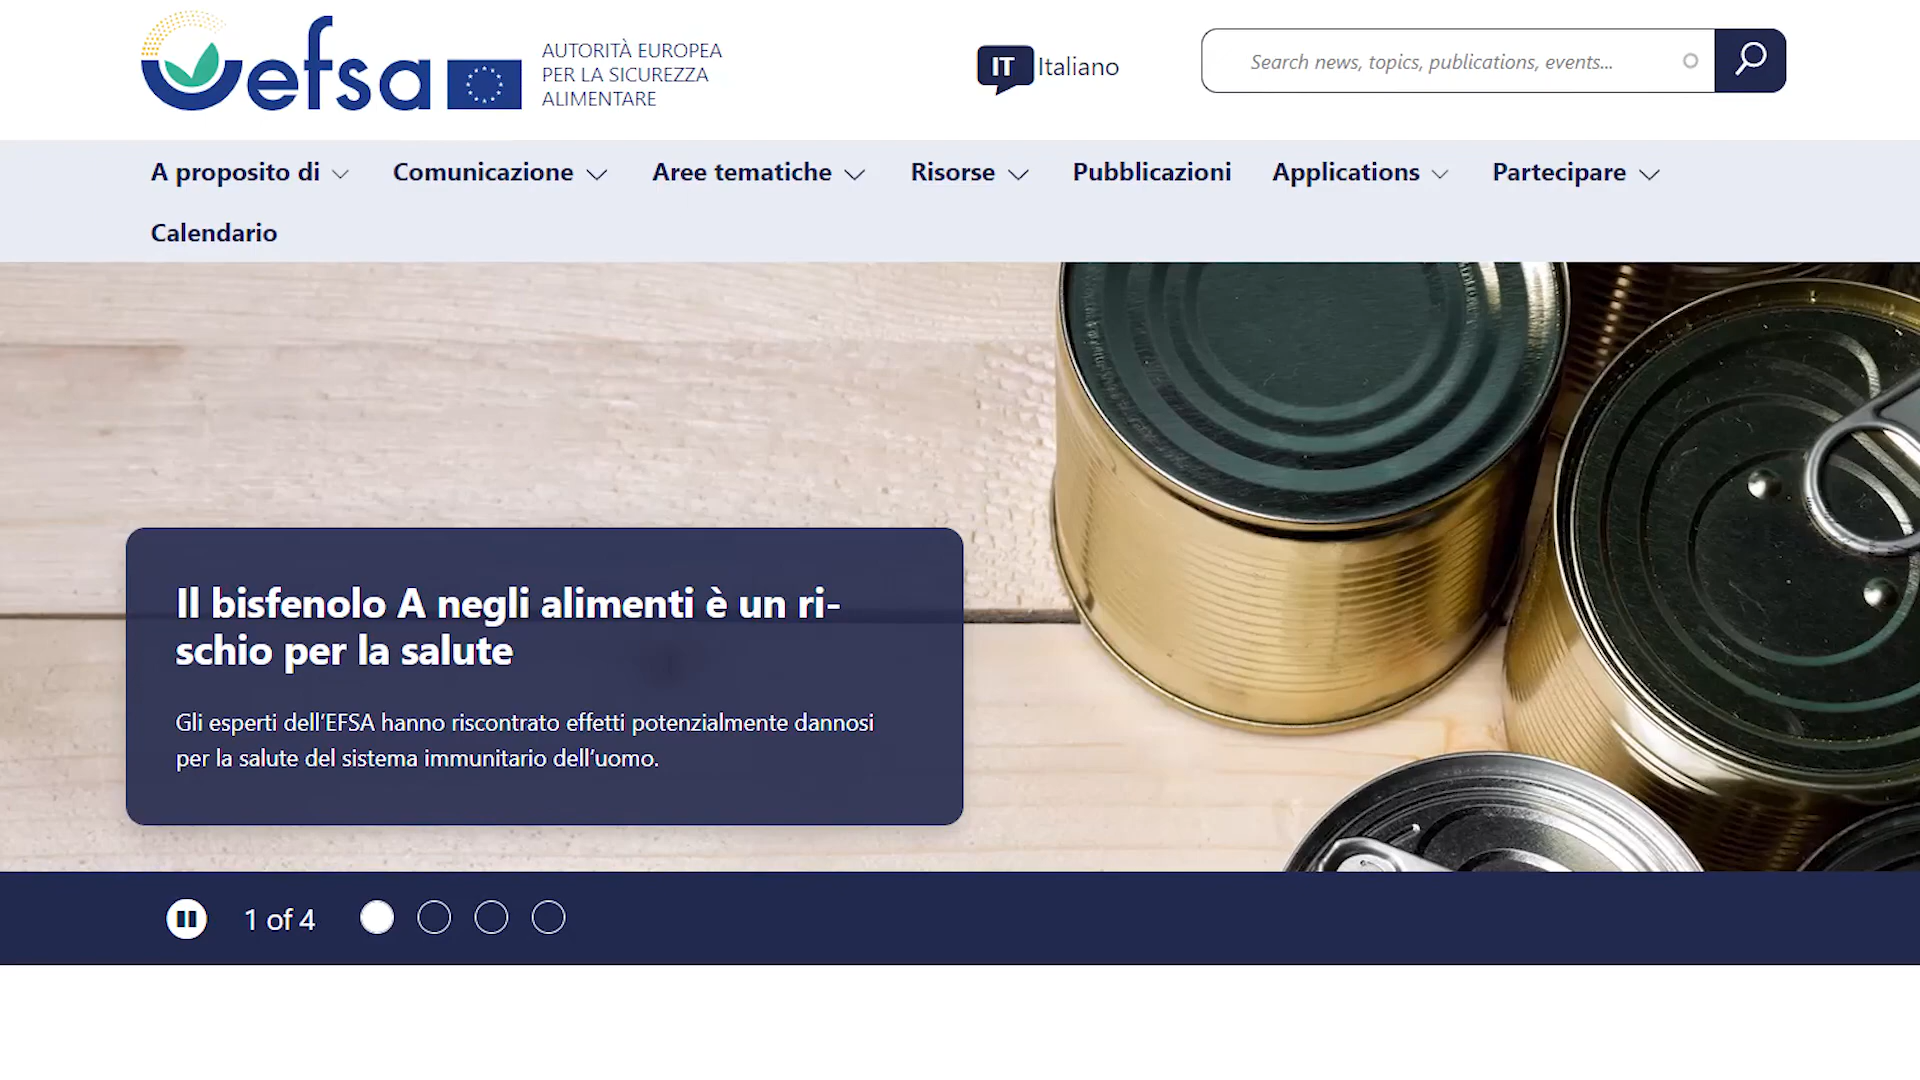 efsa
AUTORITÀ EUROPEA
PER LA SICUREZZA
ALIMENTARE
IT Italiano
Search news, topics, publications, events...
A proposito di Comunicazione Aree tematiche Risorse Pubblicazioni Applications Partecipare
Calendario
Il bisfenolo A negli alimenti è un ri-
schio per la salute
Gli esperti dell'EFSA hanno riscontrato effetti potenzialmente dannosi
per la salute del sistema immunitario dell'uomo.
1 of 4